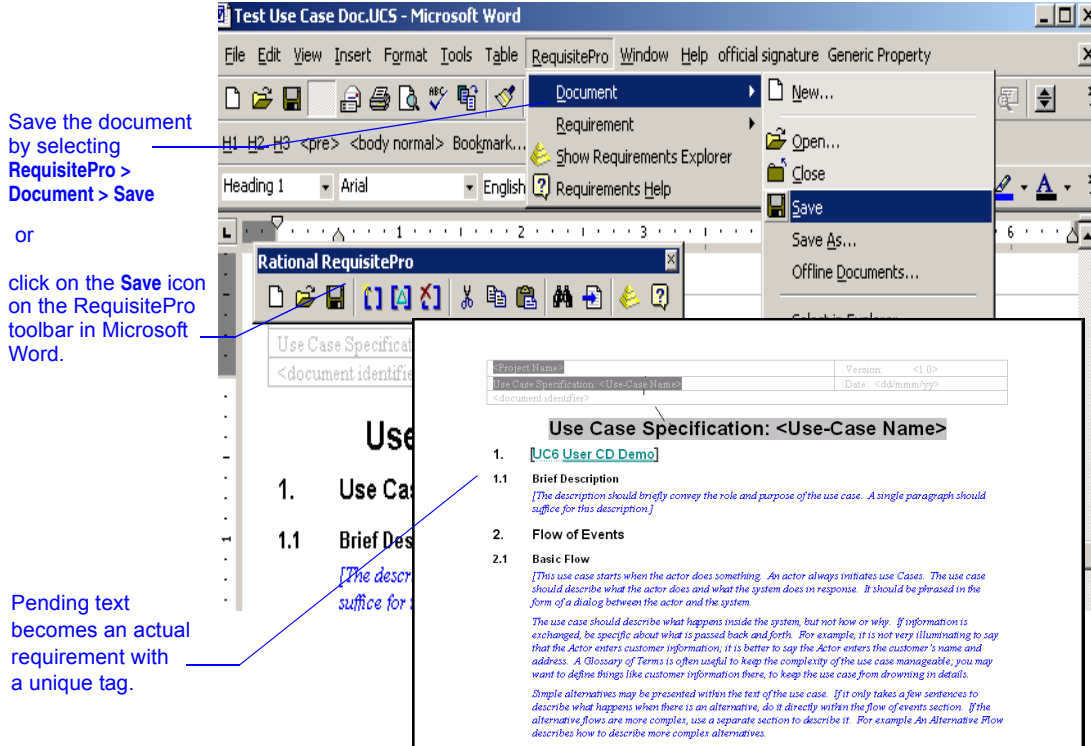 Test Use Case Doc.UCS - Microsoft Word
File Edit View Insert Format Tools Table RequisitePro Window Help official signature Generic Property
Document
Requirement
Show Requirements Explorer
Requirements Help
New...
Open...
Close
Save
Save As...
Offline Documents...
Select in Explorer
H1 H2 H3 <pre> <body normal> Bookmark...
Heading 1 Arial English
1 2 3 6
Save the document
by selecting
RequisitePro >
Document > Save
or
click on the Save icon
on the RequisitePro
toolbar in Microsoft
Word.
Pending text
becomes an actual
requirement with
a unique tag.
Rational RequisitePro
Use Case Specificat
<document identifie
Use
1. Use Ca
1.1 Brief Des
[The descr
suffice for
<Project Name> Version: <1.0>
Use Case Specification: <Use-Case Name> Date: <dd/mmm/yy>
<document identifier>
Use Case Specification: <Use-Case Name>
1. [UC6 User CD Demo]
1.1 Brief Description
[The description should briefly convey the role and purpose of the use case. A single paragraph should
suffice for this description.]
2. Flow of Events
2.1 Basic Flow
[This use case starts when the actor does something. An actor always initiates use Cases. The use case
should describe what the actor does and what the system does in response. It should be phrased in the
form of a dialog between the actor and the system.
The use case should describe what happens inside the system, but not how or why. If information is
exchanged, be specific about what is passed back and forth. For example, it is not very illuminating to say
that the Actor enters customer information; it is better to say the Actor enters the customer's name and
address. A Glossary of Terms is often useful to keep the complexity of the use case manageable; you may
want to define things like customer information there, to keep the use case from drowning in details.
Simple alternatives may be presented within the text of the use case. If it only takes a few sentences to
describe what happens when there is an alternative, do it directly within the flow of events section. If the
alternative flows are more complex, use a separate section to describe it. For example An Alternative Flow
describes how to describe more complex alternatives.